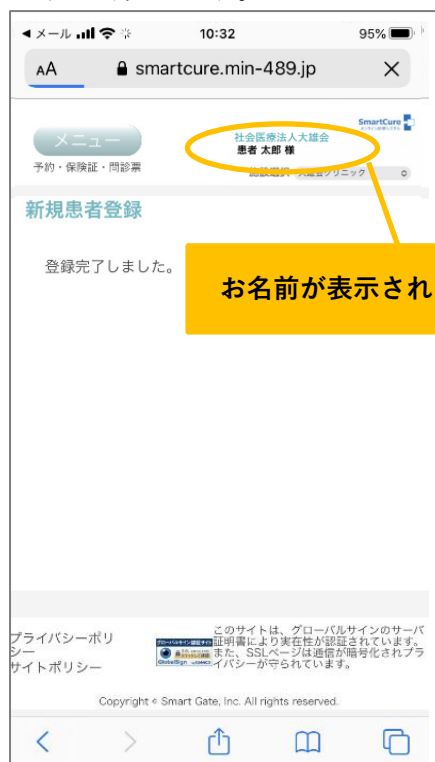 ◀ メール 10:32 95%
AA smartcure.min-489.jp ×
SmartCure
メニュー
予約・保険証・問診票
社会医療法人大雄会
患者 太郎 様
施設選択
新規患者登録
登録完了しました。
お名前が表示され
プライバシーポリ
シー
サイトポリシー
このサイトは、グローバルサインのサーバ
証明書により実在性が認証されています。
また、SSLページは通信が暗号化されプラ
イバシーが守られています。
GlobalSign
Copyright © Smart Gate, Inc. All rights reserved.